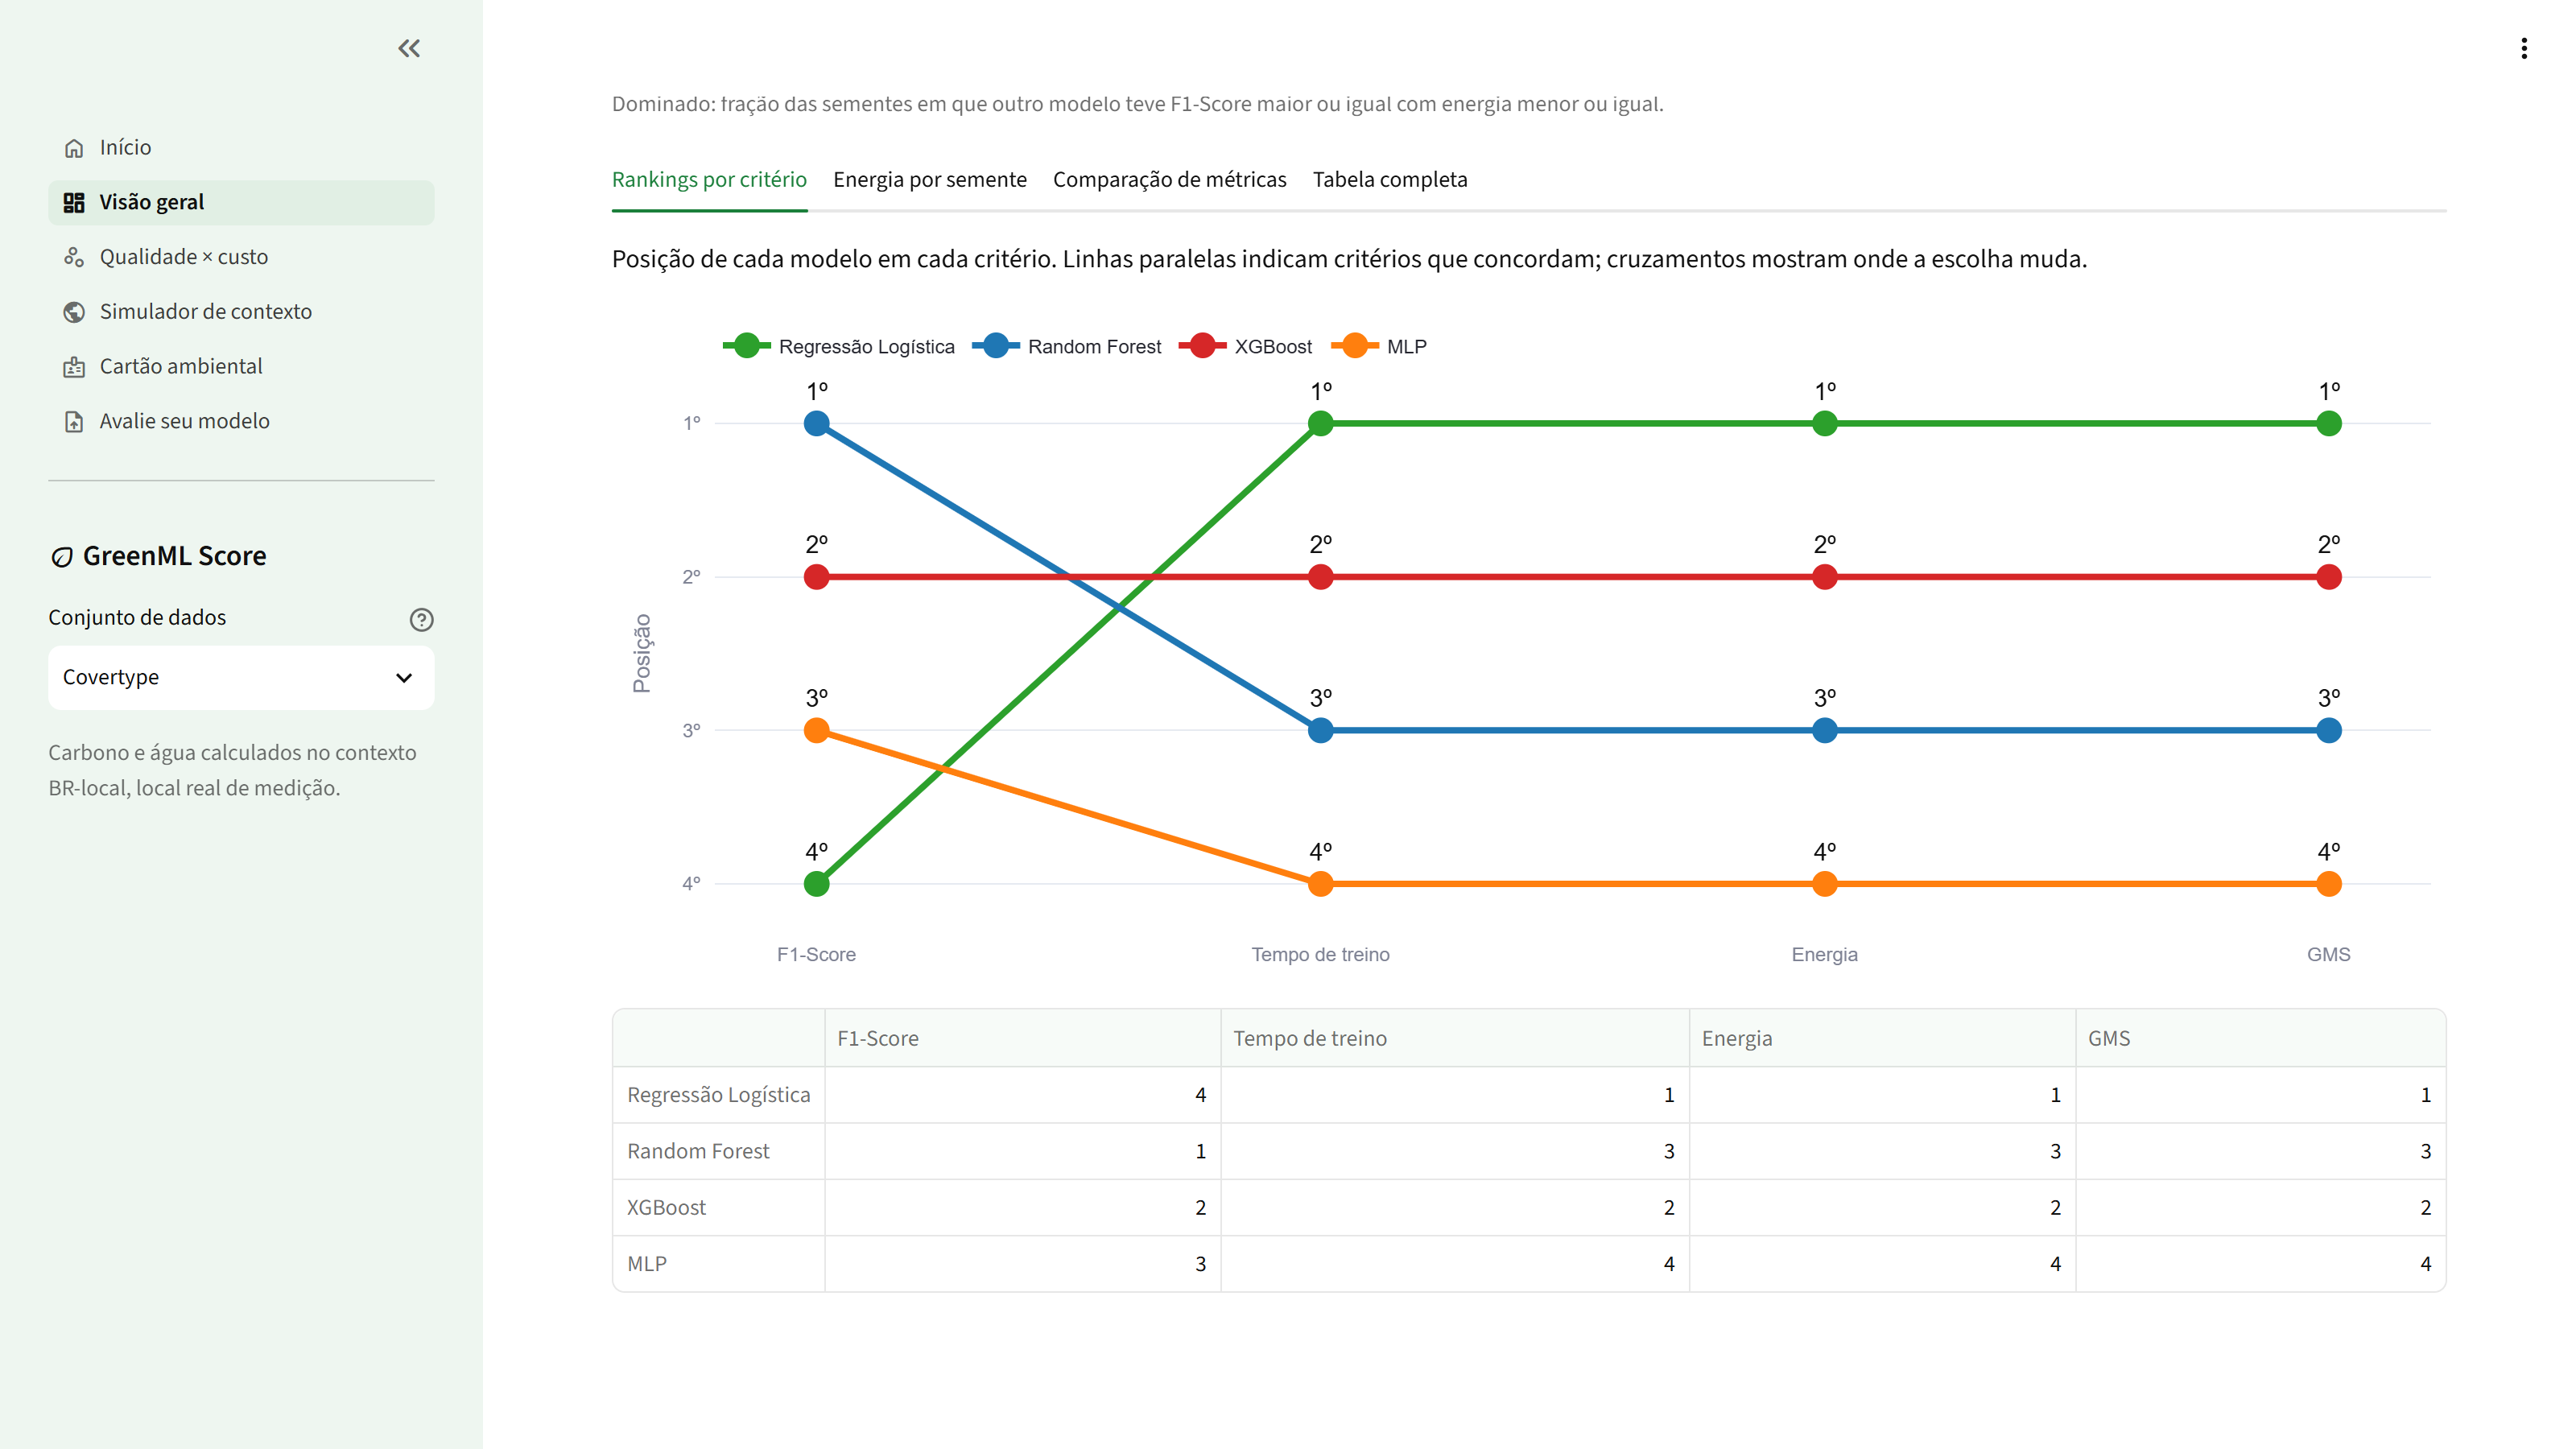 Início
Visão geral
Qualidade × custo
Simulador de contexto
Cartão ambiental
Avalie seu modelo
GreenML Score
Conjunto de dados
Covertype
Carbono e água calculados no contexto
BR-local, local real de medição.
Dominado: fração das sementes em que outro modelo teve F1-Score maior ou igual com energia menor ou igual.
Rankings por critério Energia por semente Comparação de métricas Tabela completa
Posição de cada modelo em cada critério. Linhas paralelas indicam critérios que concordam; cruzamentos mostram onde a escolha muda.
Regressão Logística Random Forest XGBoost MLP
1º 1º 1º 1º
1º
2º 2º 2º 2º
2º
Posição
3º 3º 3º 3º
3º
4º 4º 4º 4º
4º
F1-Score Tempo de treino Energia GMS
F1-Score Tempo de treino Energia GMS
Regressão Logística 4 1 1 1
Random Forest 1 3 3 3
XGBoost 2 2 2 2
MLP 3 4 4 4